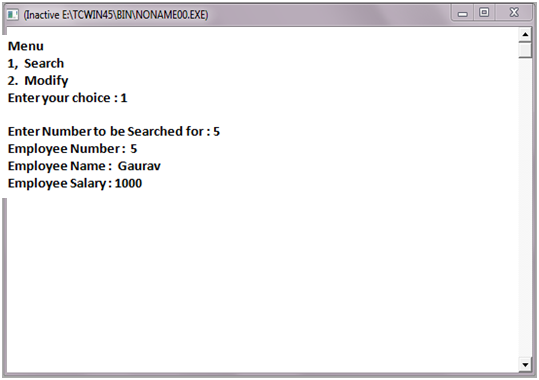 (Inactive E:\TCWIN45\BIN\NONAME00.EXE)
Menu
1, Search
2. Modify
Enter your choice : 1
Enter Number to be Searched for : 5
Employee Number : 5
Employee Name : Gaurav
Employee Salary : 1000